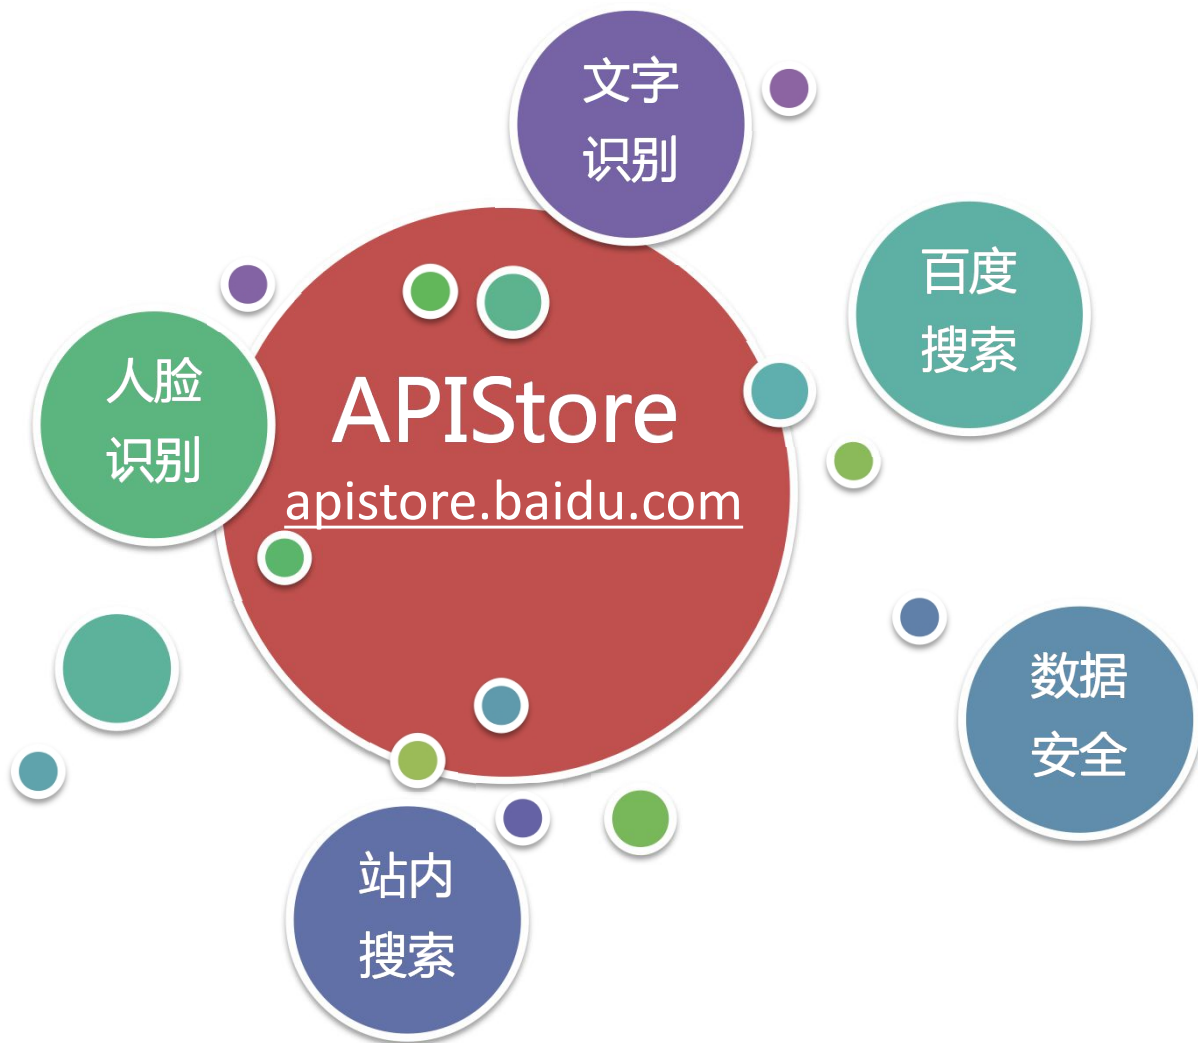 文字
识别
百度
搜索
人脸
识别
APIStore
apistore.baidu.com
数据
安全
站内
搜索